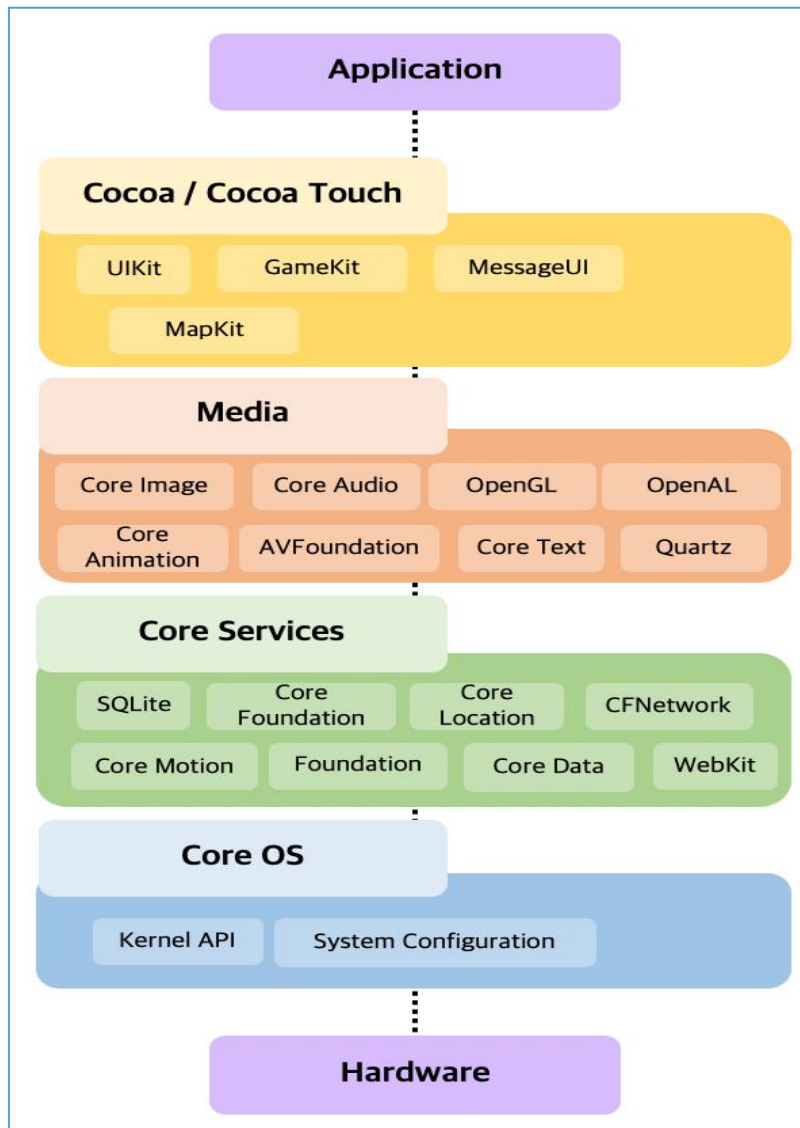 Application
Cocoa / Cocoa Touch
UIKit GameKit MessageUI
MapKit
Media
Core Image Core Audio OpenGL OpenAL
Core
Animation AVFoundation Core Text Quartz
Core Services
SQLite Core
Foundation Core
Location CFNetwork
Core Motion Foundation Core Data WebKit
Core OS
Kernel API System Configuration
Hardware